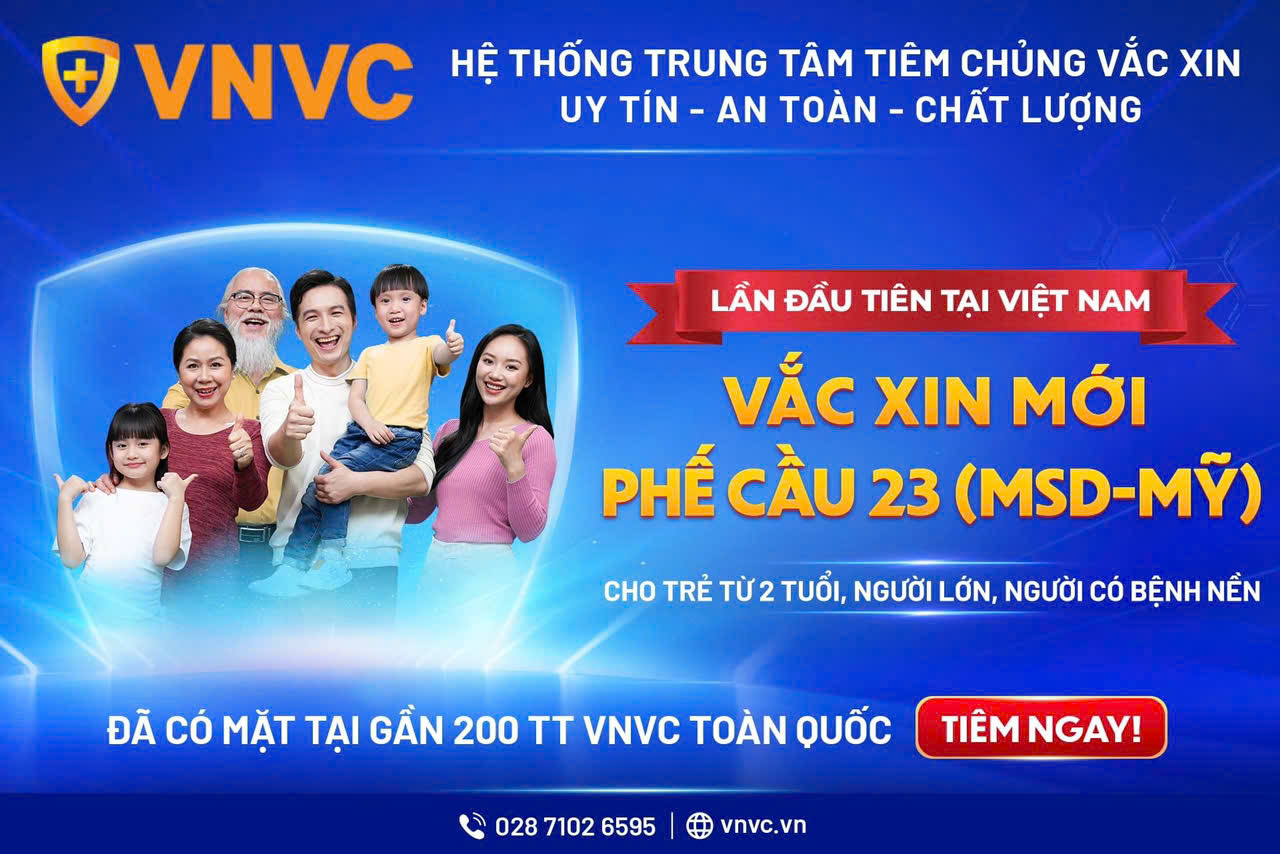 VNVC
HỆ THỐNG TRUNG TÂM TIÊM CHỦNG VẮC XIN
UY TÍN - AN TOÀN - CHẤT LƯỢNG
LẦN ĐẦU TIÊN TẠI VIỆT NAM
VẮC XIN MỚI
PHẾ CẦU 23 (MSD-MỸ)
CHO TRẺ TỪ 2 TUỔI, NGƯỜI LỚN, NGƯỜI CÓ BỆNH NỀN
ĐÃ CÓ MẶT TẠI GẦN 200 TT VNVC TOÀN QUỐC
TIÊM NGAY!
028 7102 6595 | vnvc.vn